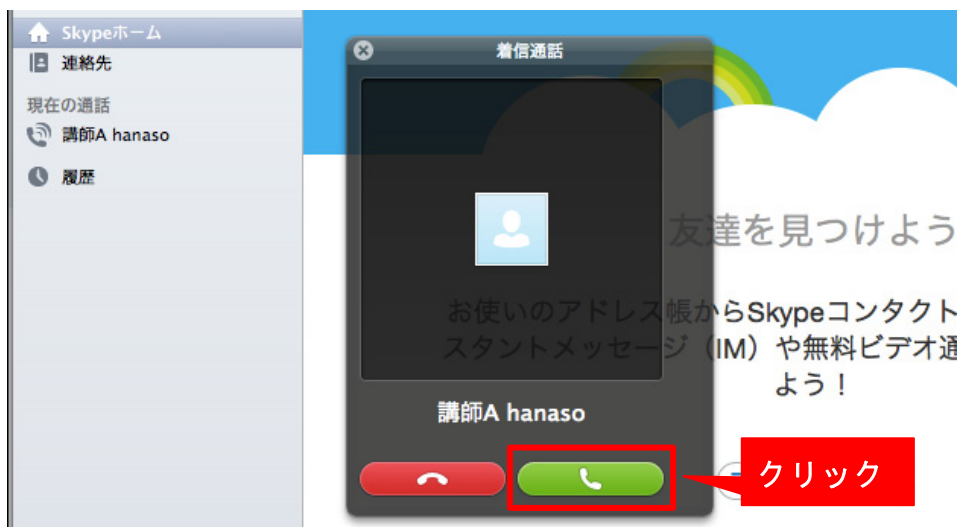 Skypeホーム
連絡先
現在の通話
講師A hanaso
履歴
着信通話
友達を見つけよう
お使いのアドレス帳からSkypeコンタクト
スタントメッセージ（IM）や無料ビデオ通
よう！
講師A hanaso
クリック